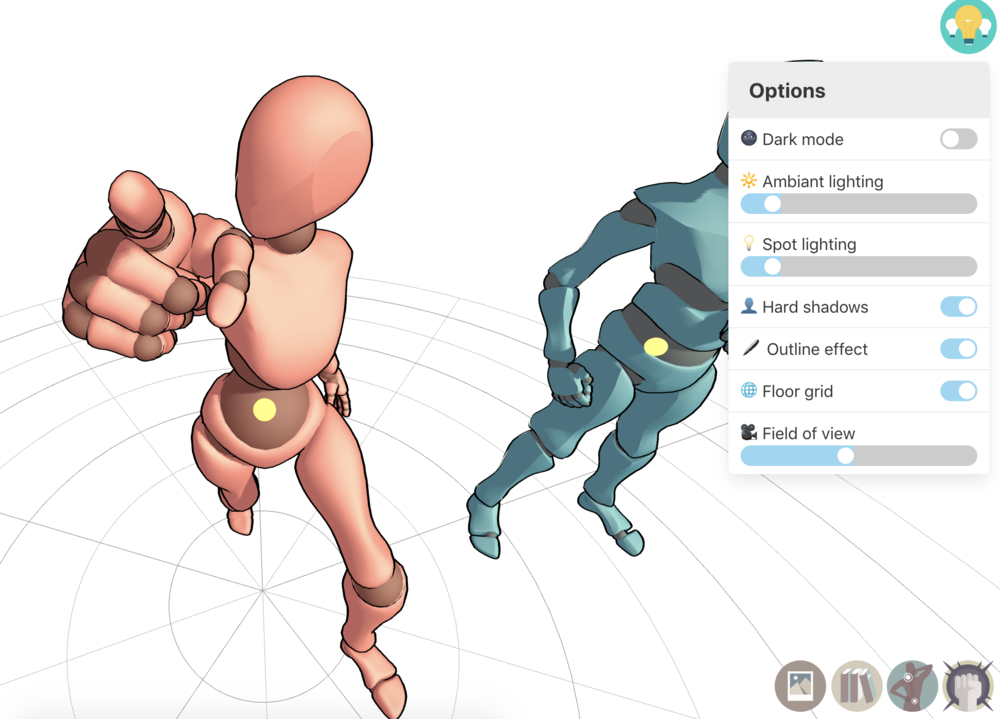 Options
Dark mode
Ambiant lighting
Spot lighting
Hard shadows
Outline effect
Floor grid
Field of view